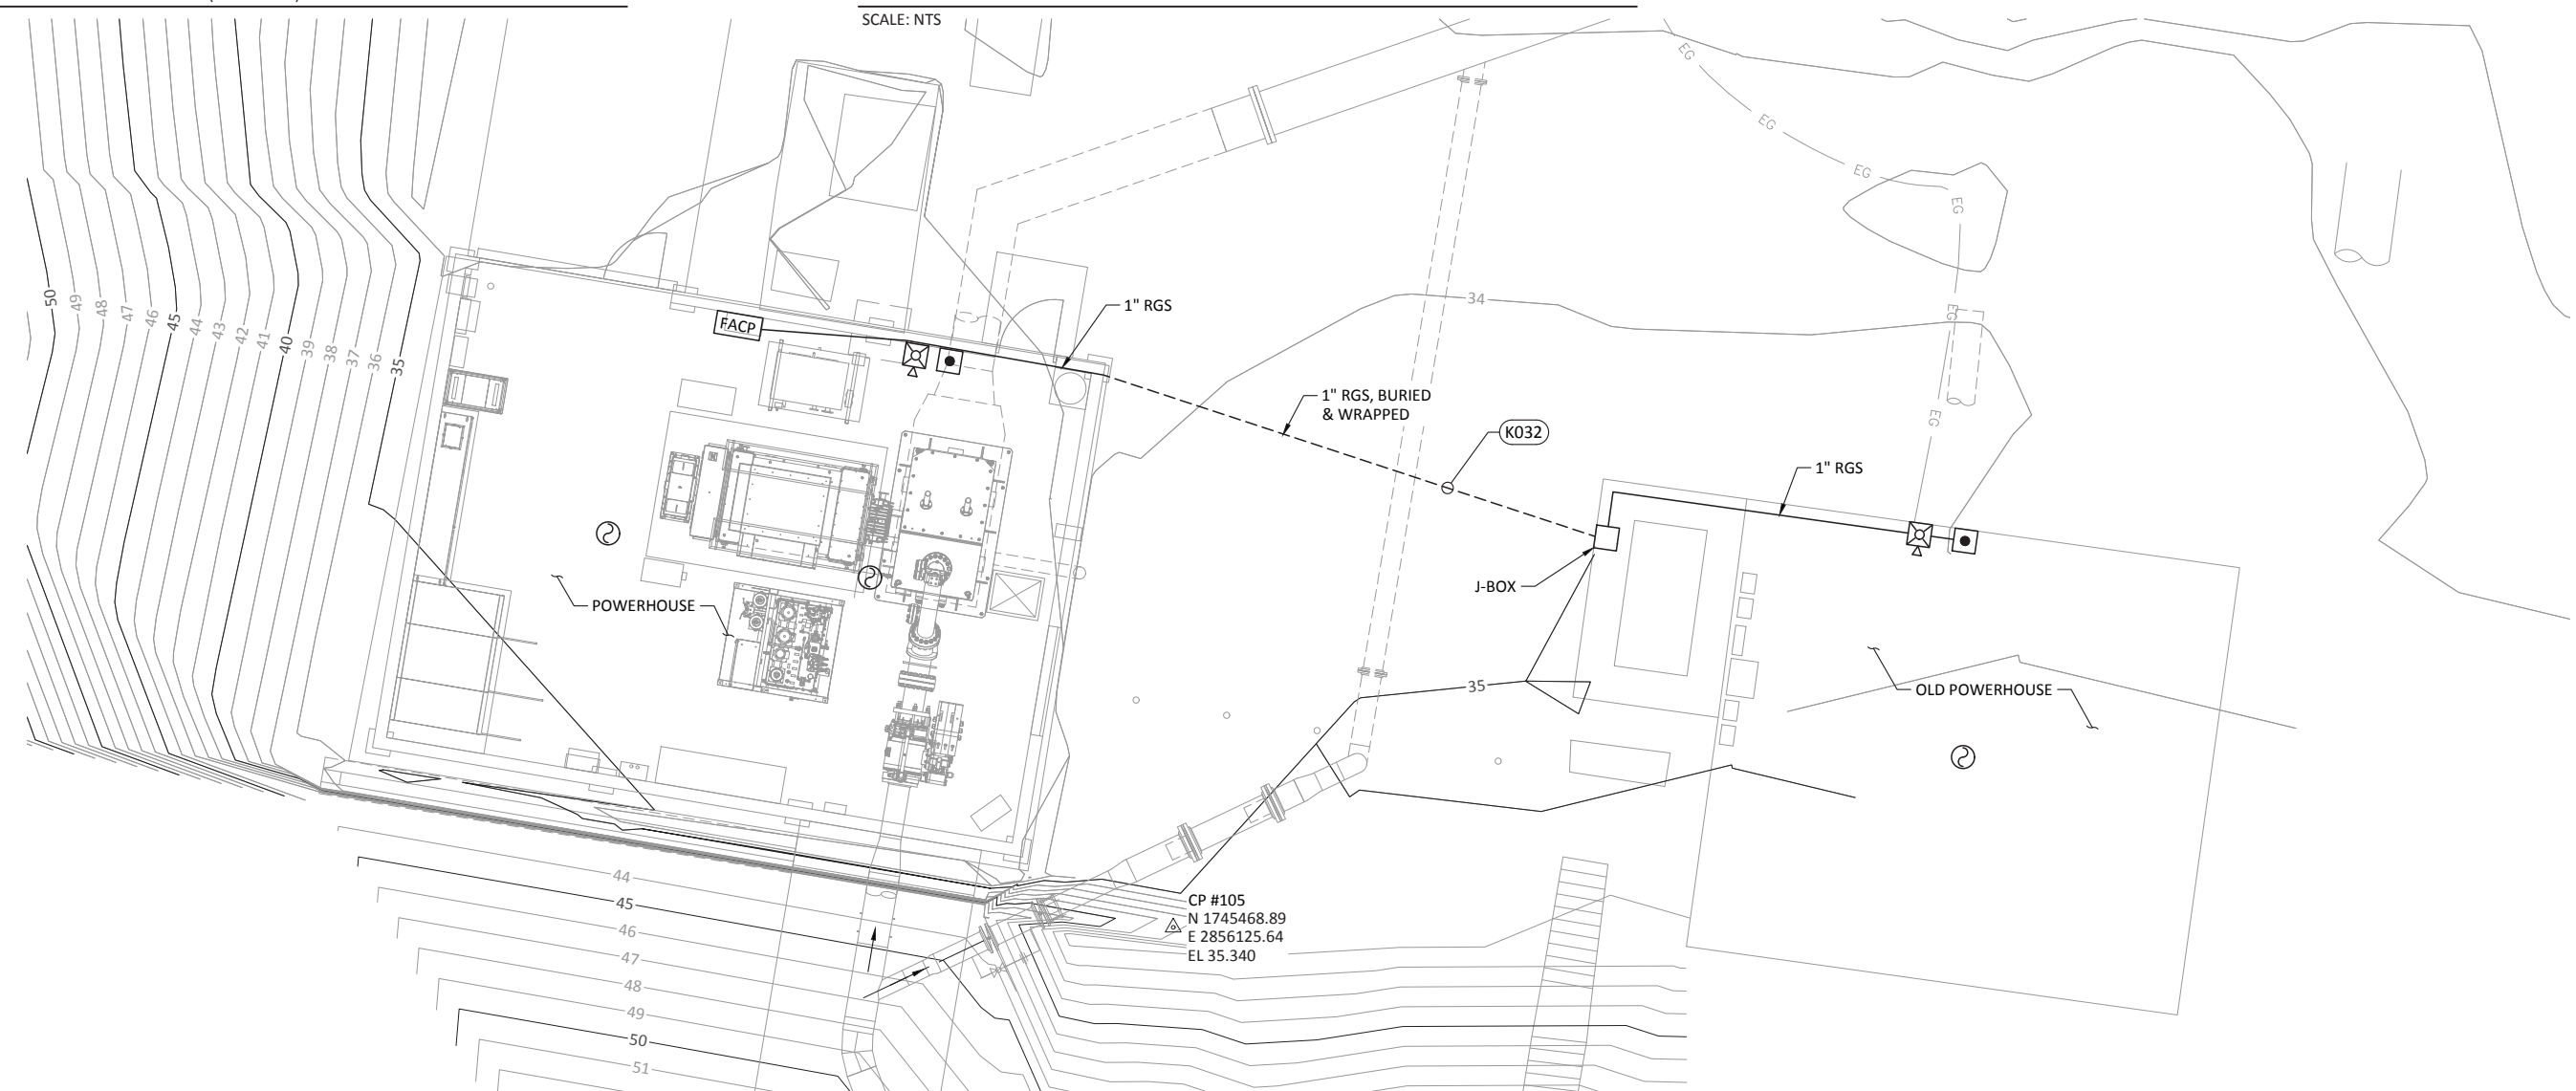 SCALE: NTS
EG
EG
EG
EG
EG
EG
34
1" RGS
FACP
50
49
48
47
46
45
44
43
42
41
40
39
38
37
36
35
1" RGS, BURIED
& WRAPPED
K032
1" RGS
J-BOX
POWERHOUSE
35
OLD POWERHOUSE
CP #105
N 1745468.89
E 2856125.64
EL 35.340
44
45
46
47
48
49
50
51